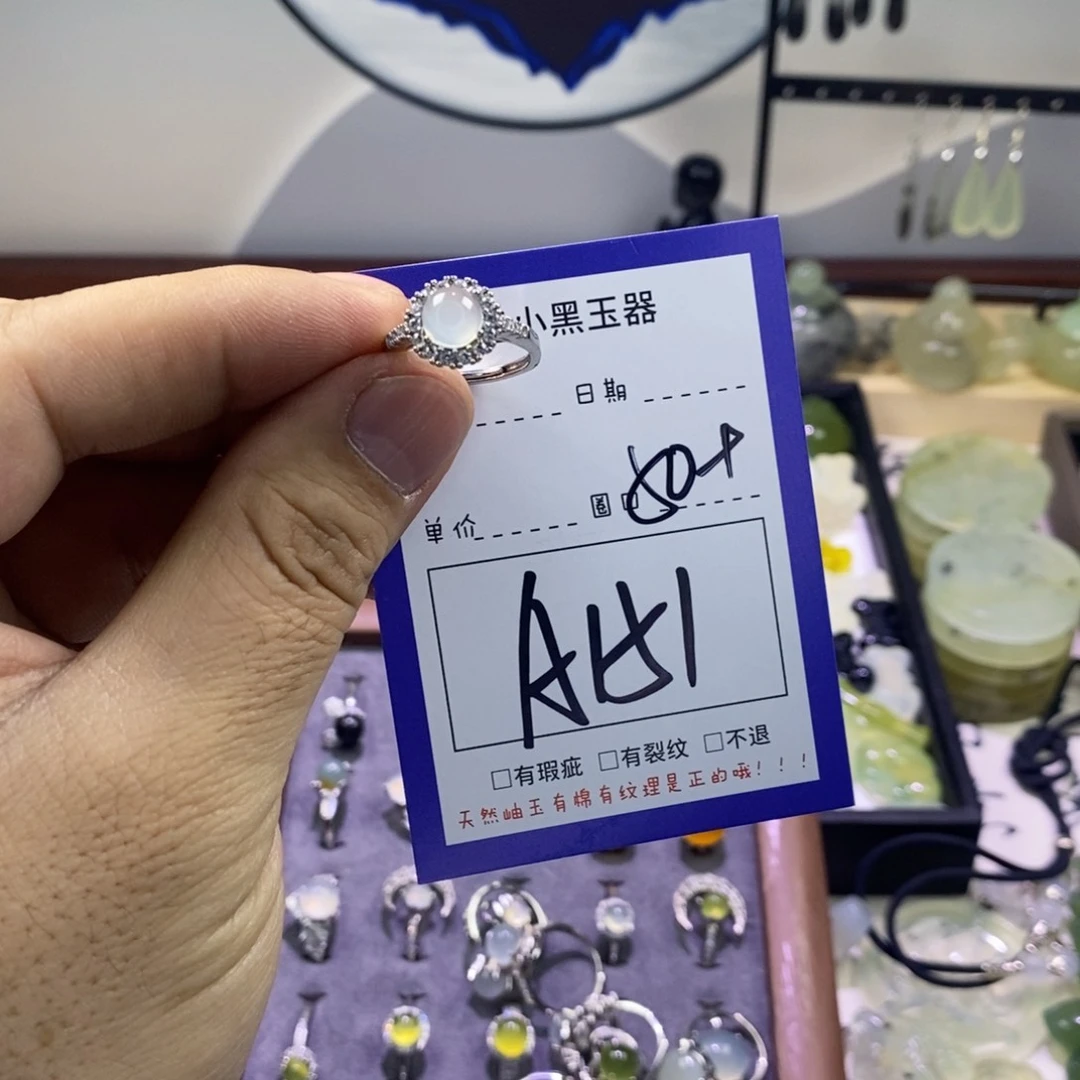 小黑玉器
日期
单价 圈口
□有瑕疵 □有裂纹 □不退
天然岫玉有棉有纹理是正的哦！！！